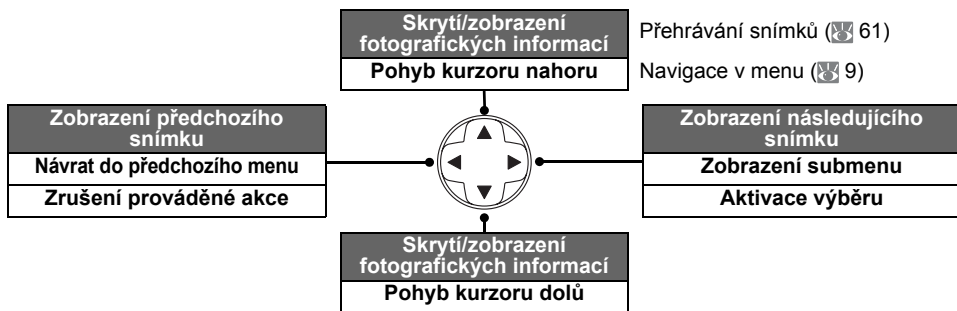 Skrytí/zobrazení
fotografických informací
Pohyb kurzoru nahoru
Přehrávání snímků ( 61)
Navigace v menu ( 9)
Zobrazení předchozího
snímku
Návrat do předchozího menu
Zrušení prováděné akce
Zobrazení následujícího
snímku
Zobrazení submenu
Aktivace výběru
Skrytí/zobrazení
fotografických informací
Pohyb kurzoru dolů